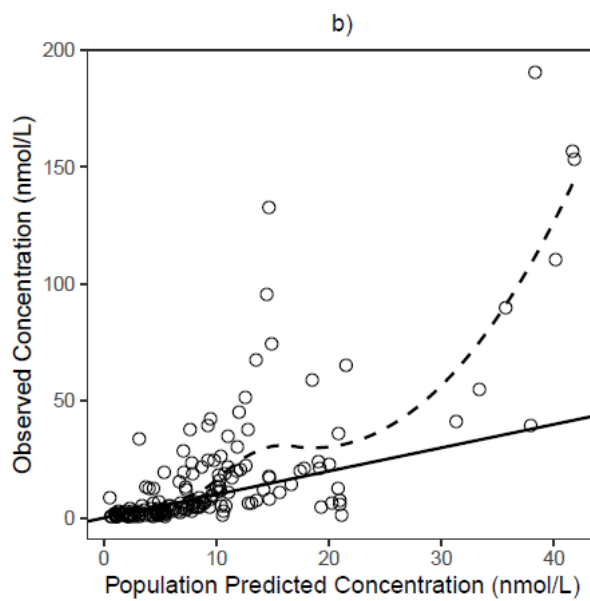 b)
Observed Concentration (nmol/L)
200
150
100
50
0
0 10 20 30 40
Population Predicted Concentration (nmol/L)